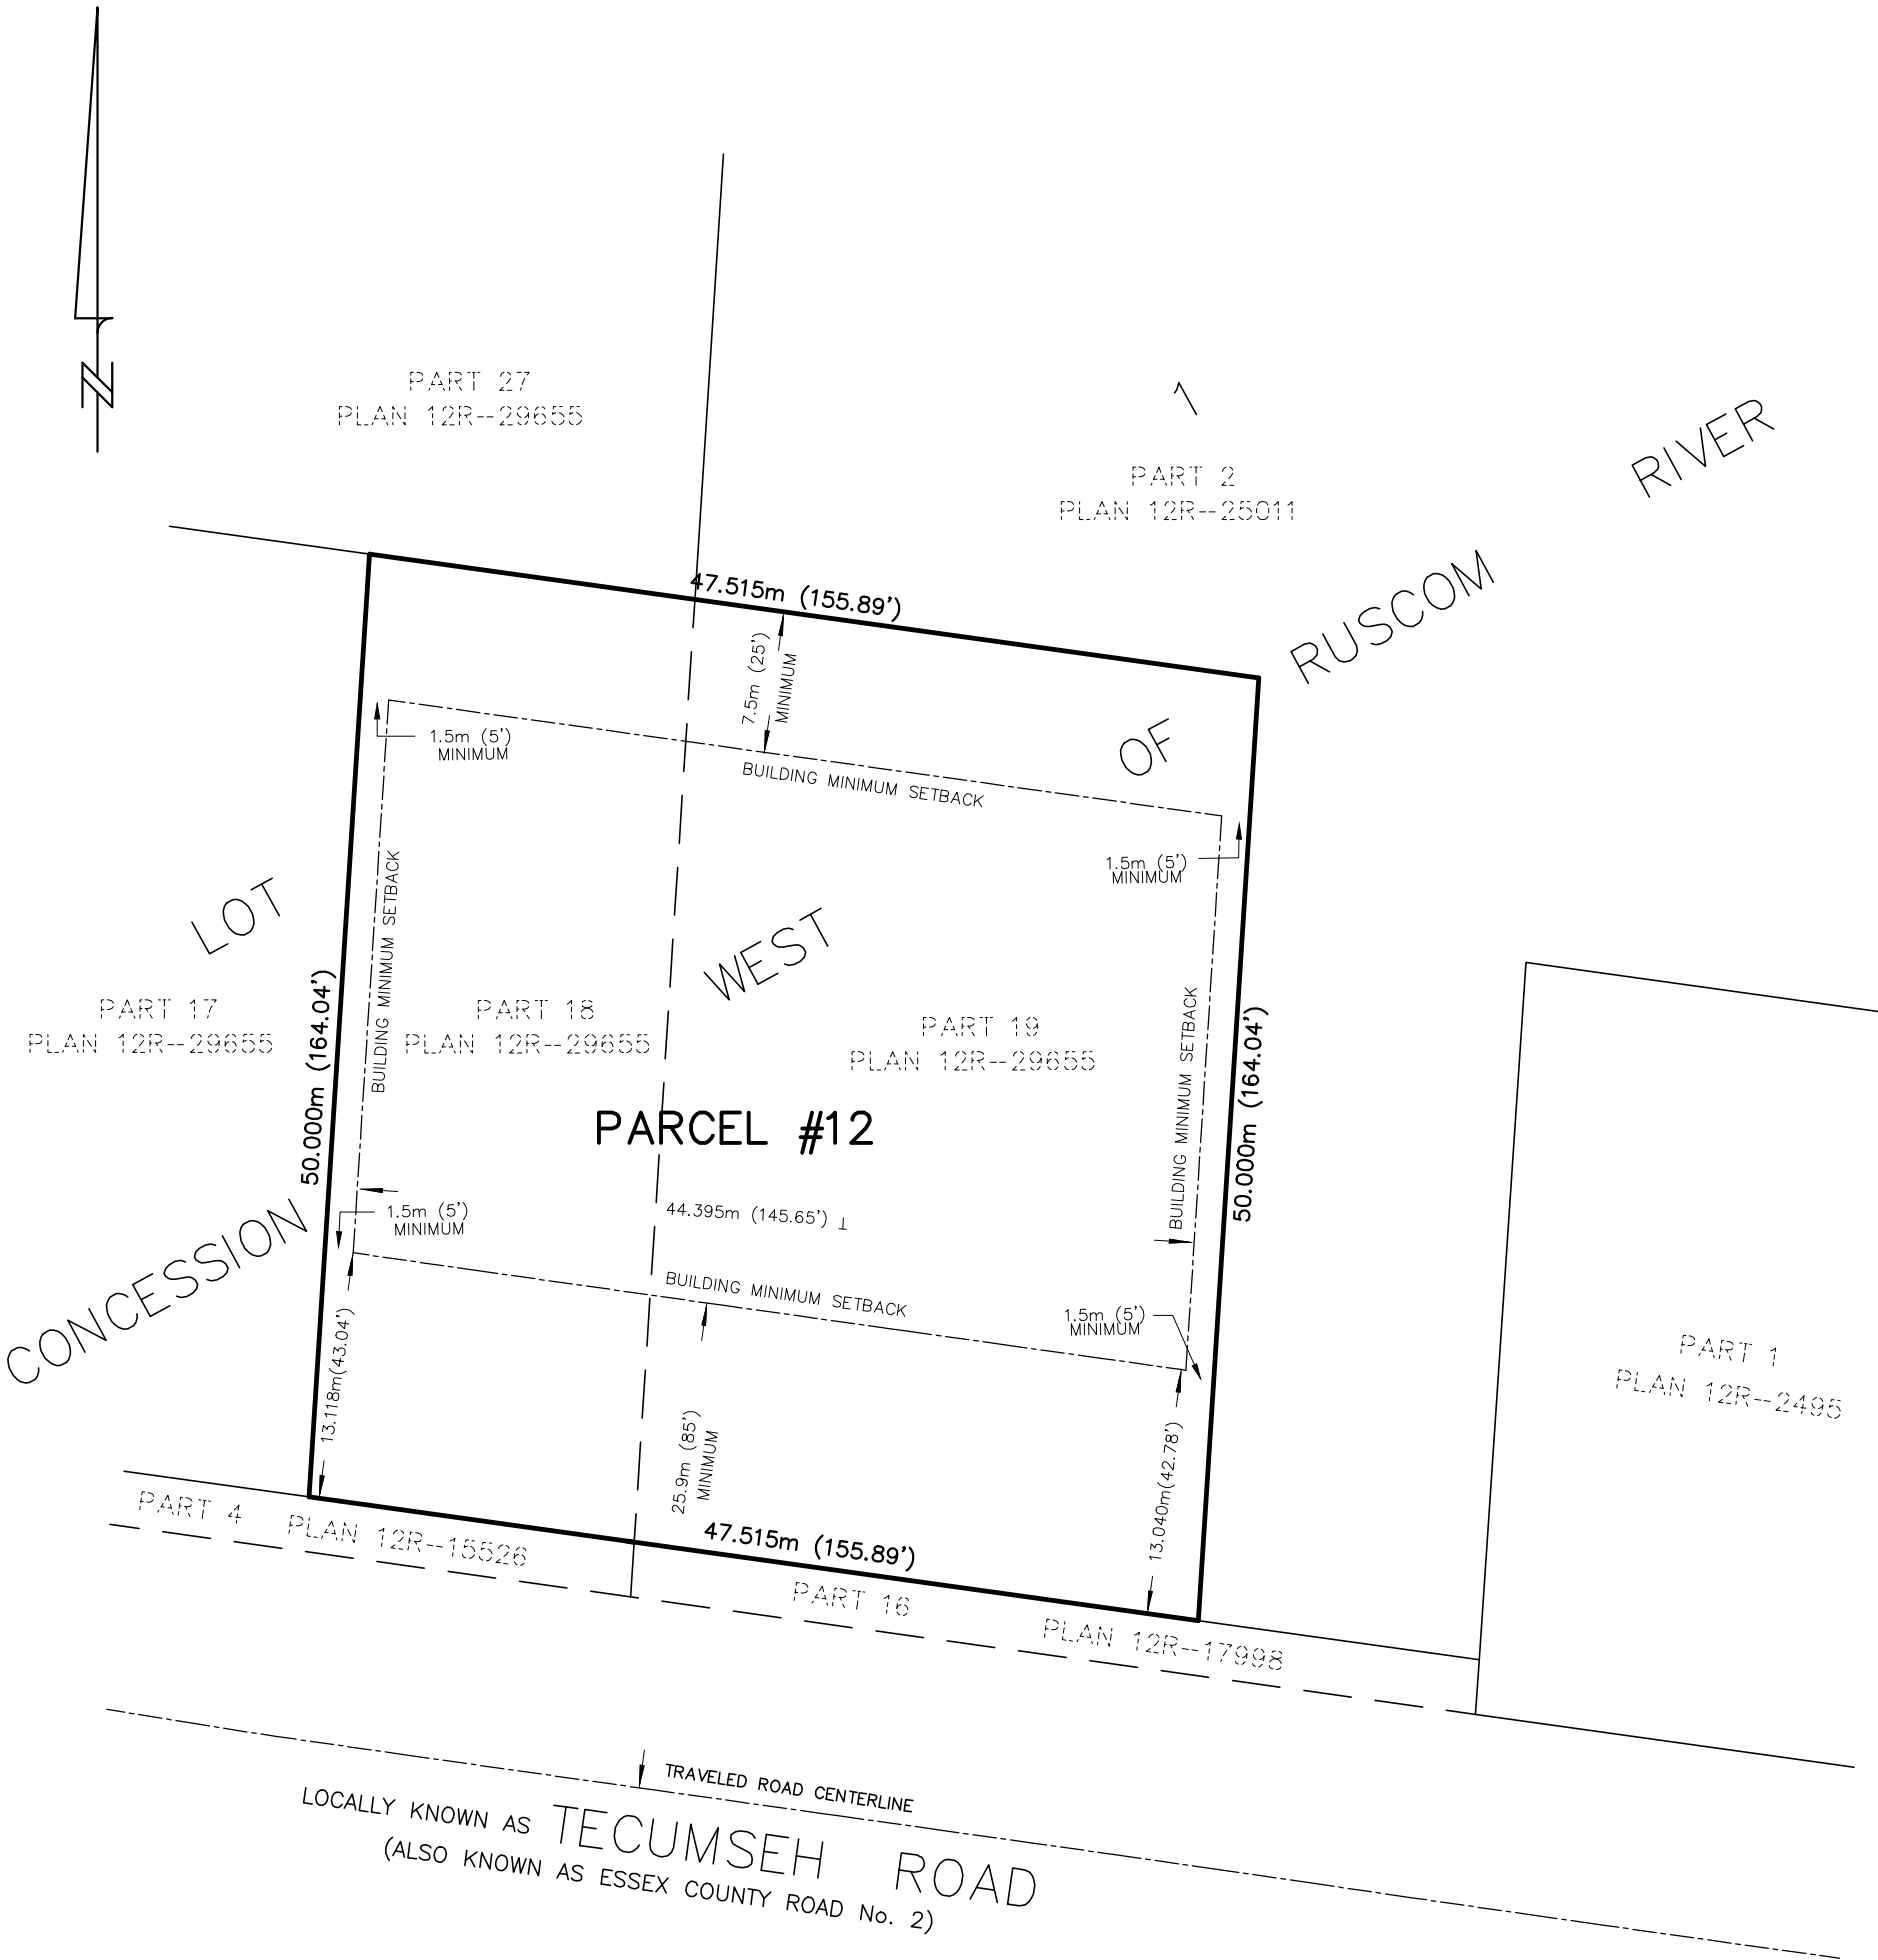 N
PART 27
PLAN 12R-29655
1
PART 2
PLAN 12R-25011
RIVER
RUSCOM
47.515m (155.89')
7.5m (25')
MINIMUM
1.5m (5')
MINIMUM
BUILDING MINIMUM SETBACK
OF
1.5m (5')
MINIMUM
LOT
BUILDING MINIMUM SETBACK
WEST
PART 17
PLAN 12R-29655
50.000m (164.04')
PART 18
PLAN 12R-29655
PART 19
PLAN 12R-29655
BUILDING MINIMUM SETBACK
50.000m (164.04')
PARCEL #12
1.5m (5')
MINIMUM
44.395m (145.65') ⊥
CONCESSION
BUILDING MINIMUM SETBACK
1.5m (5')
MINIMUM
13.118m(43.04')
25.9m (85')
MINIMUM
13.040m(42.78')
PART 1
PLAN 12R-2495
47.515m (155.89')
PART 4 PLAN 12R-15526
PART 16 PLAN 12R-17998
TRAVELED ROAD CENTERLINE
LOCALLY KNOWN AS TECUMSEH ROAD
(ALSO KNOWN AS ESSEX COUNTY ROAD No. 2)